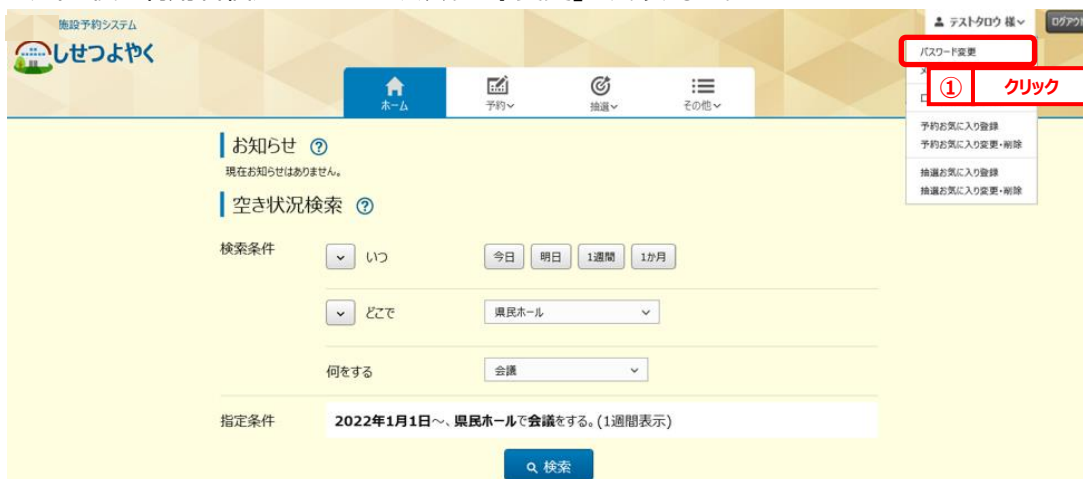 施設予約システム
しせつよやく
テストタロウ 様
ログアウト
パスワード変更
① クリック
予約お気に入り登録
予約お気に入り変更・削除
抽選お気に入り登録
抽選お気に入り変更・削除
ホーム
予約
抽選
その他
お知らせ ?
現在お知らせはありません。
空き状況検索 ?
検索条件
いつ
今日 明日 1週間 1か月
どこで
県民ホール
何をする
会議
指定条件
2022年1月1日～、県民ホールで会議をする。(1週間表示)
検索